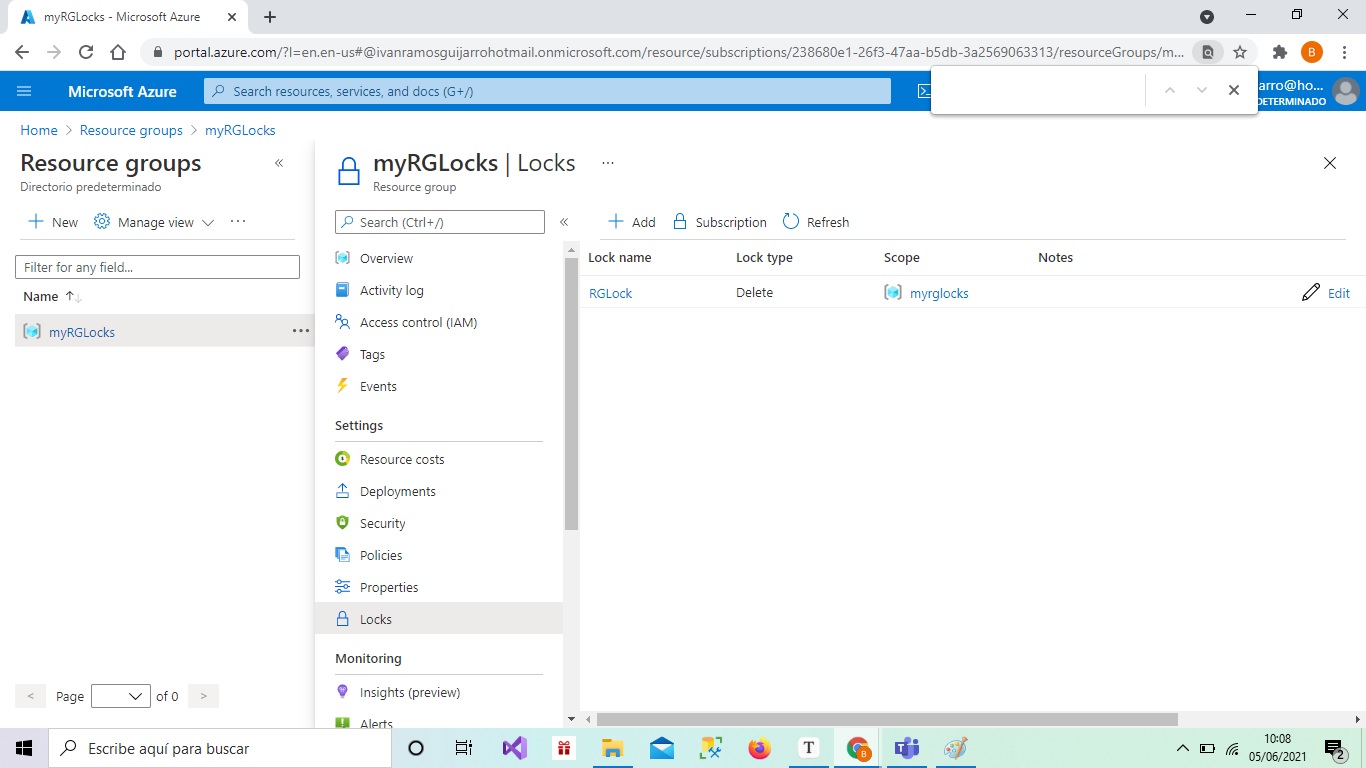 myRGLocks - Microsoft Azure
portal.azure.com/?l=en.en-us#@ivanramosguijarrohotmail.onmicrosoft.com/resource/subscriptions/238680e1-26f3-47aa-b5db-3a2569063313/resourceGroups/m...
B
Microsoft Azure
Search resources, services, and docs (G+/)
arro@ho...
DETERMINADO
Home > Resource groups > myRGLocks
Resource groups
«
Directorio predeterminado
+ New
Manage view
...
Filter for any field...
Name ↑↓
myRGLocks
...
< Page
of 0 >
myRGLocks | Locks
...
Resource group
Search (Ctrl+/)
«
Overview
Activity log
Access control (IAM)
Tags
Events
Settings
Resource costs
Deployments
Security
Policies
Properties
Locks
Monitoring
Insights (preview)
Alerts
+ Add
Subscription
Refresh
Lock name Lock type Scope Notes
RGLock Delete myrglocks Edit
Escribe aquí para buscar
T
B
10:08
05/06/2021
2